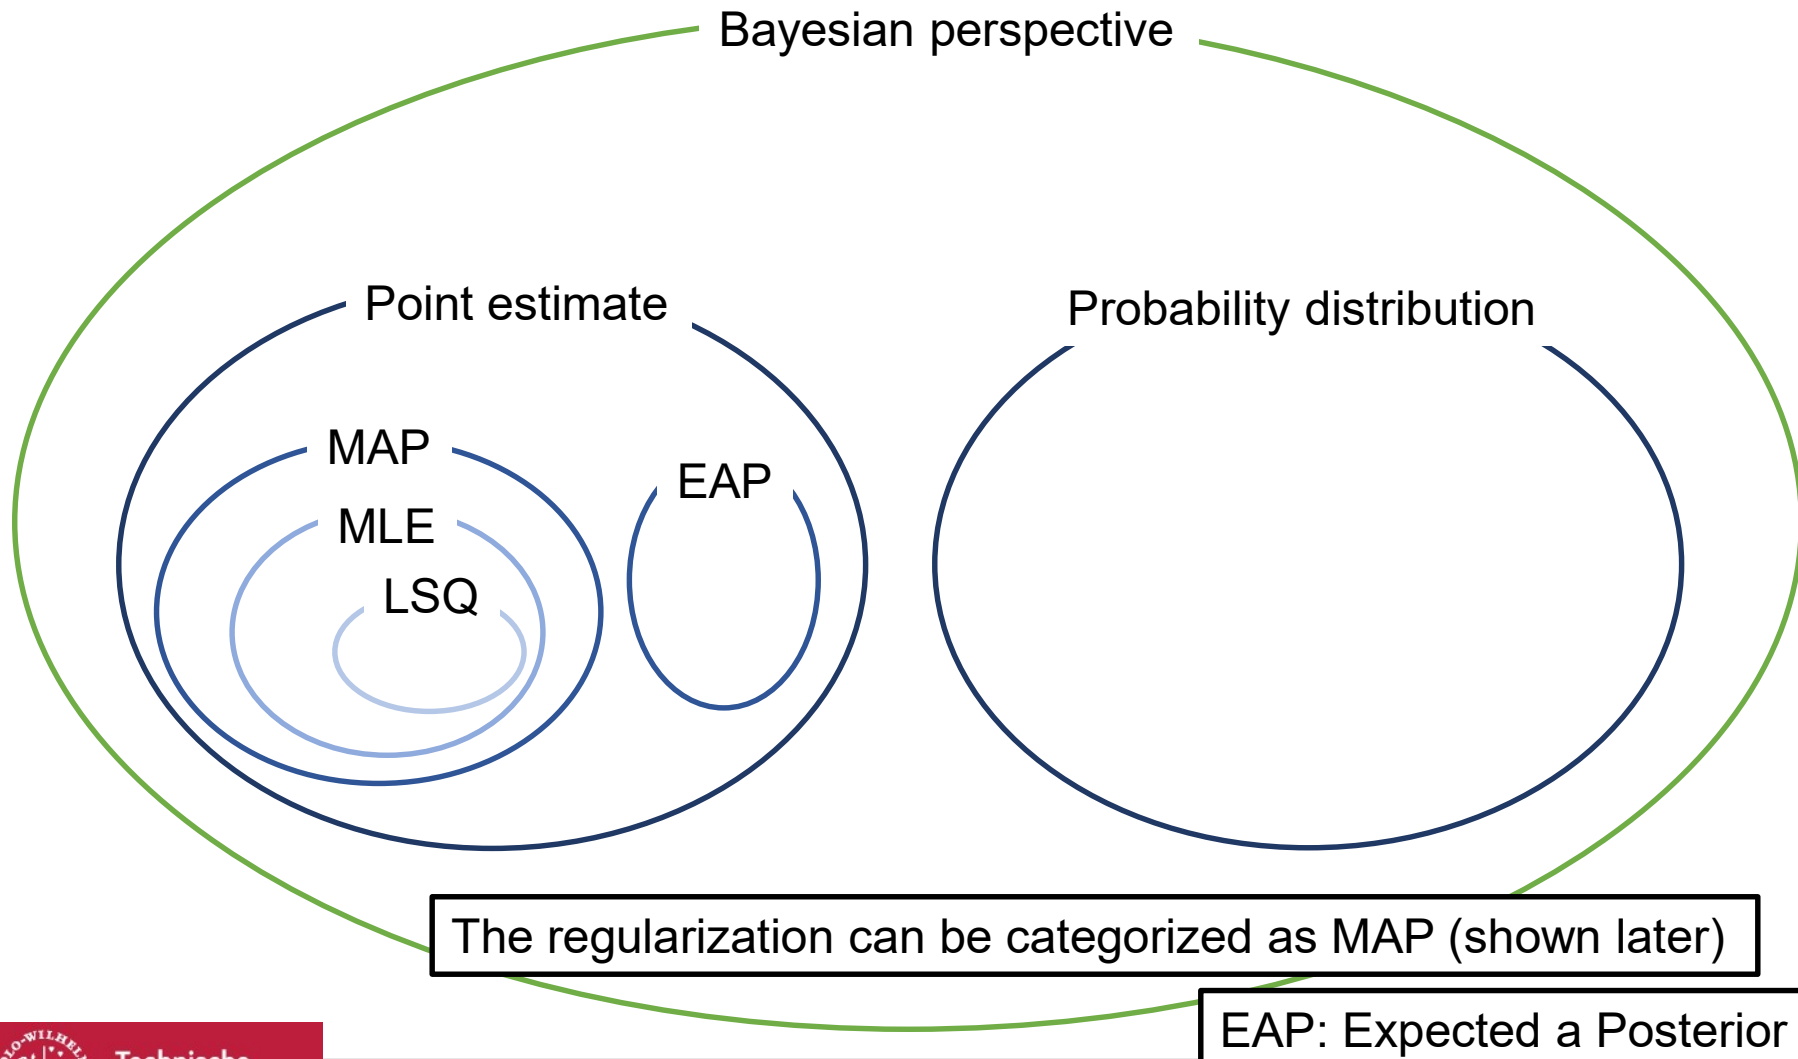 Bayesian perspective
Point estimate
Probability distribution
MAP
EAP
MLE
LSQ
The regularization can be categorized as MAP (shown later)
EAP: Expected a Posterior